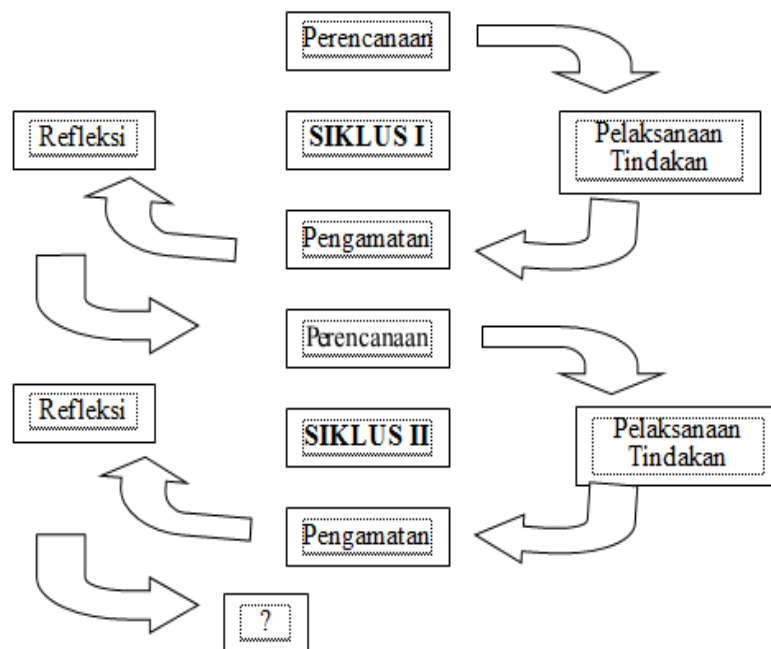 Perencanaan
Refleksi
SIKLUS I
Pelaksanaan
Tindakan
Pengamatan
Perencanaan
Refleksi
SIKLUS II
Pelaksanaan
Tindakan
Pengamatan
?